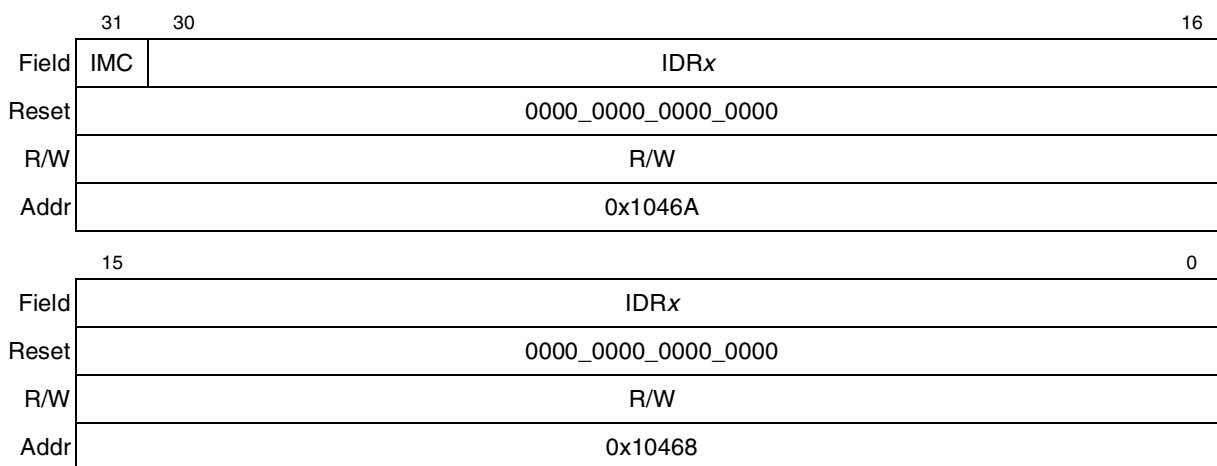 31 30 16
Field IMC IDRx
Reset 0000_0000_0000_0000
R/W R/W
Addr 0x1046A
15 0
Field IDRx
Reset 0000_0000_0000_0000
R/W R/W
Addr 0x10468